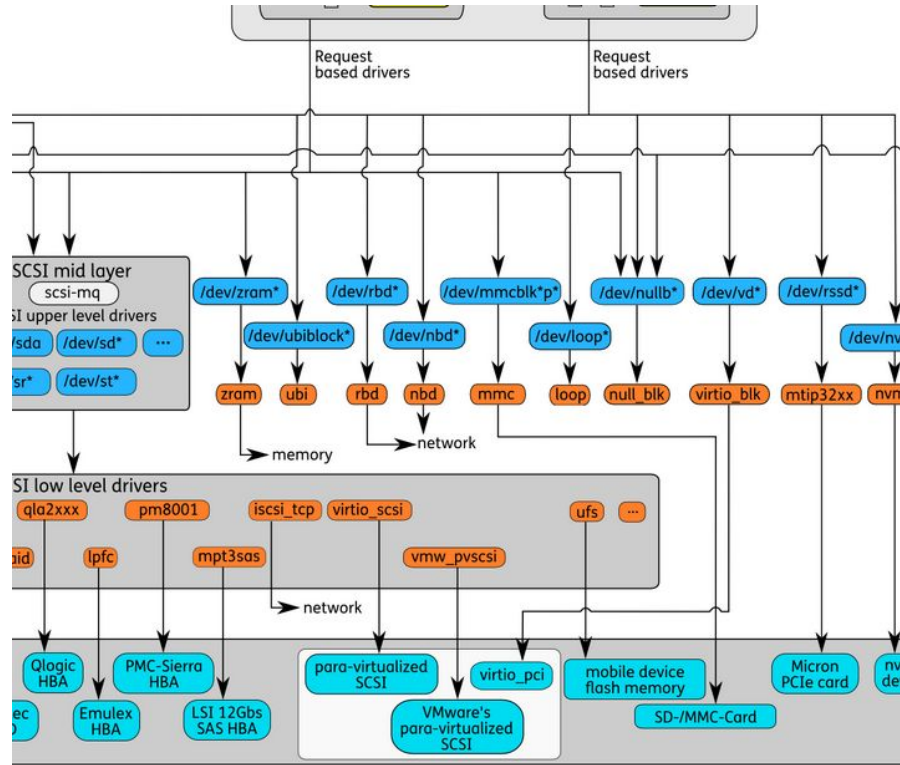 Request
based drivers
Request
based drivers
SCSI mid layer
scsi-mq
SI upper level drivers
/sda
/dev/sd*
...
/sr*
/dev/st*
/dev/zram*
/dev/rbd*
/dev/mmcblk*p*
/dev/nullb*
/dev/vd*
/dev/rssd*
/dev/ubiblock*
/dev/nbd*
/dev/loop*
/dev/nv
zram
ubi
rbd
nbd
mmc
loop
null_blk
virtio_blk
mtip32xx
nvm
memory
network
SI low level drivers
qla2xxx
pm8001
iscsi_tcp
virtio_scsi
ufs
...
aid
lpfc
mpt3sas
vmw_pvscsi
network
Qlogic
HBA
PMC-Sierra
HBA
para-virtualized
SCSI
virtio_pci
mobile device
flash memory
Micron
PCIe card
nv
de
ec
Emulex
HBA
LSI 12Gbs
SAS HBA
VMware's
para-virtualized
SCSI
SD-/MMC-Card